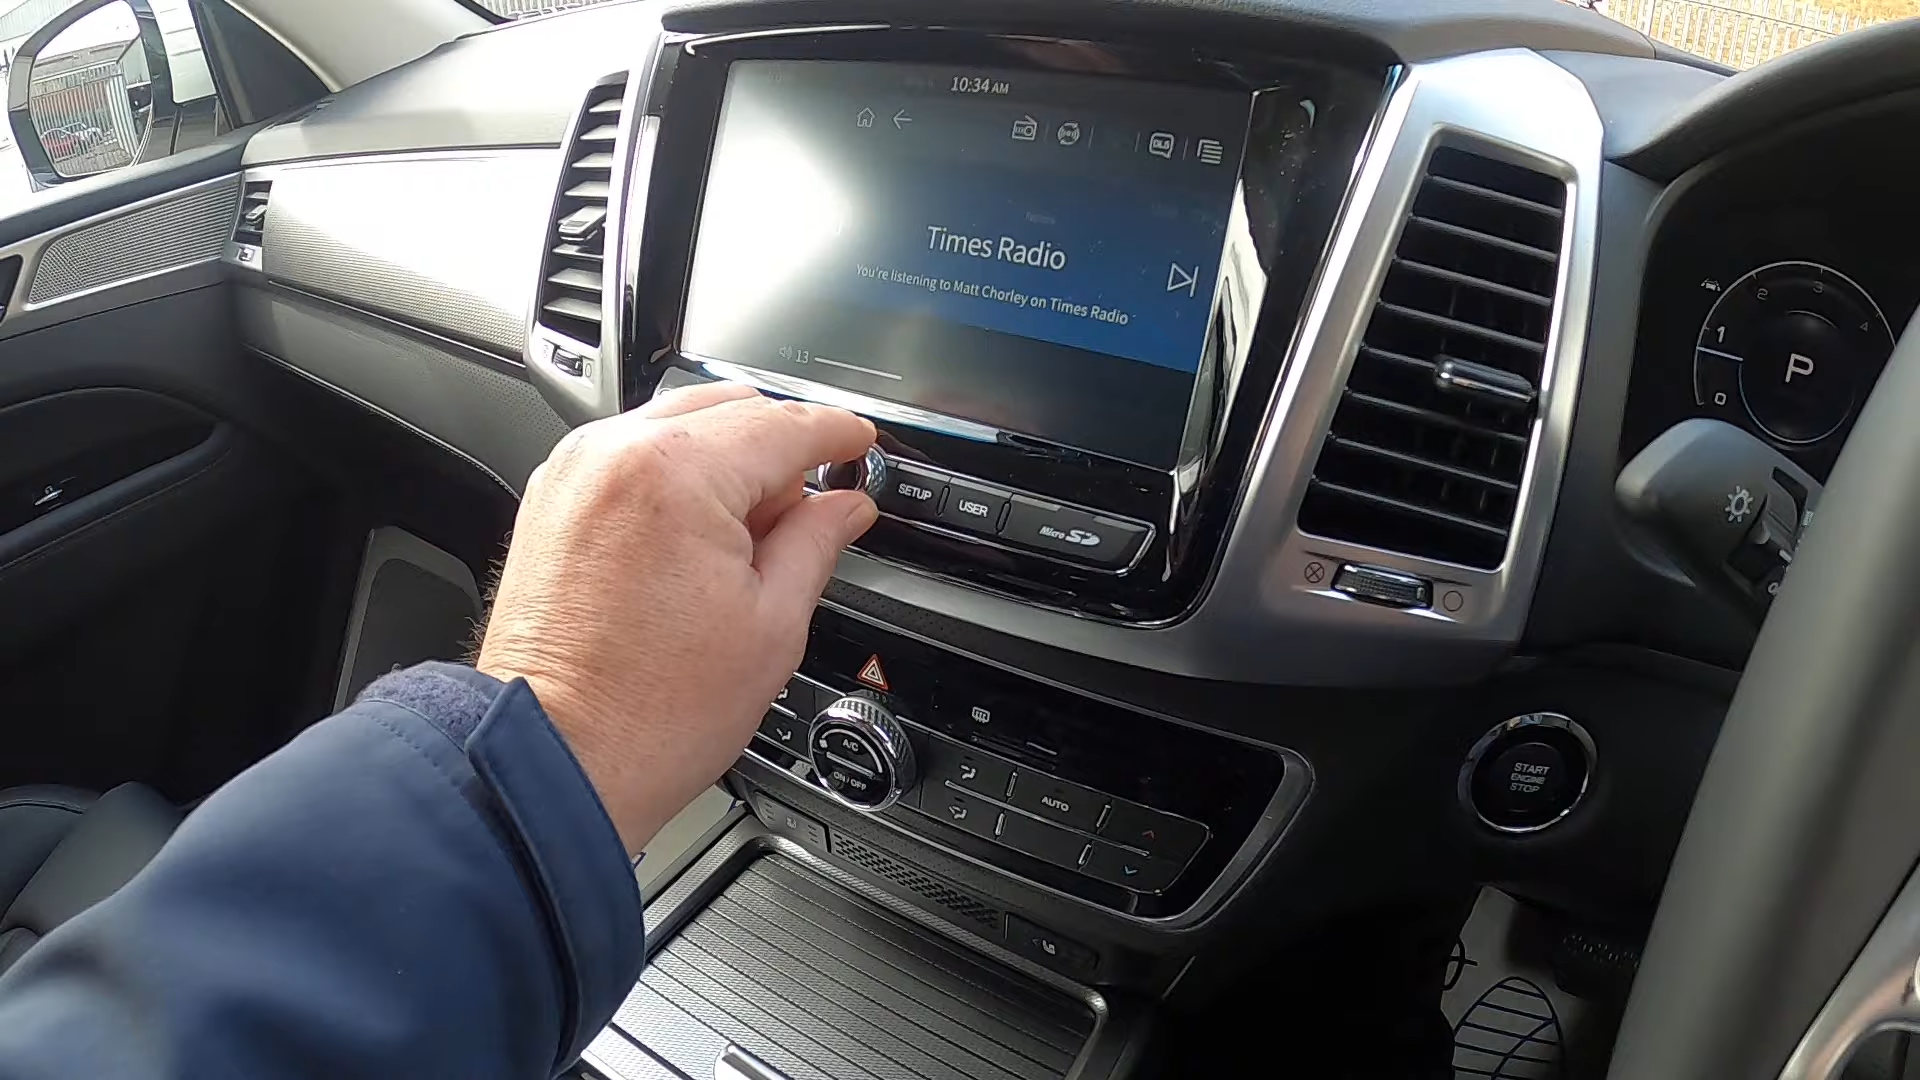 10:34 AM
DLS
Times Radio
You're listening to Matt Chorley on Times Radio
13
SETUP
USER
Micro SD
1
2
3
4
0
P
A/C
ON / OFF
AUTO
START
ENGINE
STOP